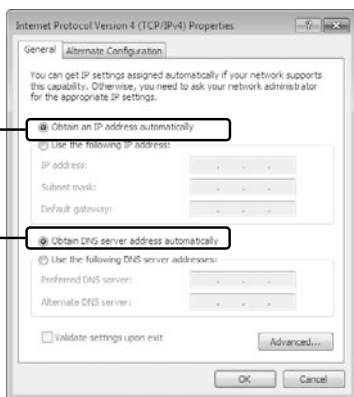 Internet Protocol Version 4 (TCP/IPv4) Properties
General
Alternate Configuration
You can get IP settings assigned automatically if your network supports
this capability. Otherwise, you need to ask your network administrator
for the appropriate IP settings.
Obtain an IP address automatically
Use the following IP address:
IP address:
Subnet mask:
Default gateway:
Obtain DNS server address automatically
Use the following DNS server addresses:
Preferred DNS server:
Alternate DNS server:
Validate settings upon exit
Advanced...
OK
Cancel